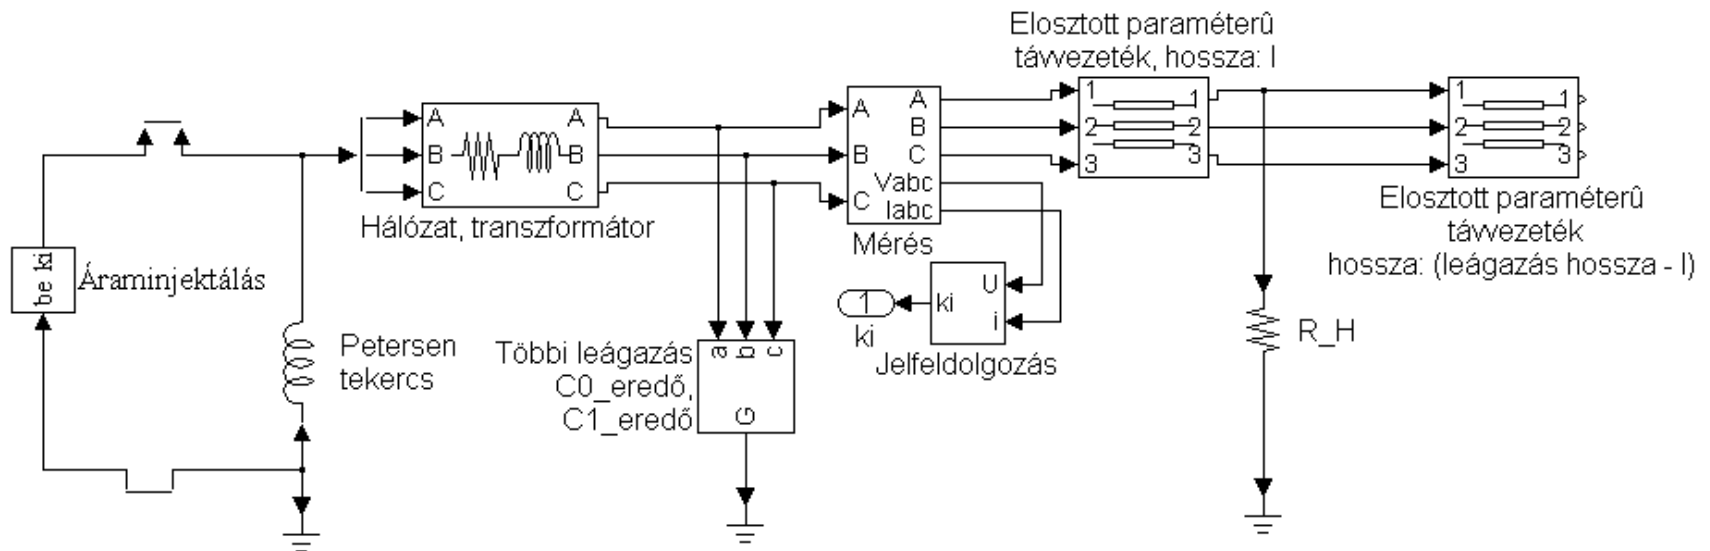 Elosztott paraméterû
távvezeték, hossza: l
A
B
C
A
B
C
Hálózat, transzformátor
A
B
C
A
B
C
Vabc
Iabc
Mérés
1
2
3
1
2
3
1
2
3
1
2
3
Elosztott paraméterû
távvezeték
hossza: (leágazás hossza - l)
be ki
Áraminjektálás
Petersen
tekercs
Többi leágazás
C0_eredő,
C1_eredő
a
b
c
G
1
ki
ki
U
i
Jelfeldolgozás
R_H